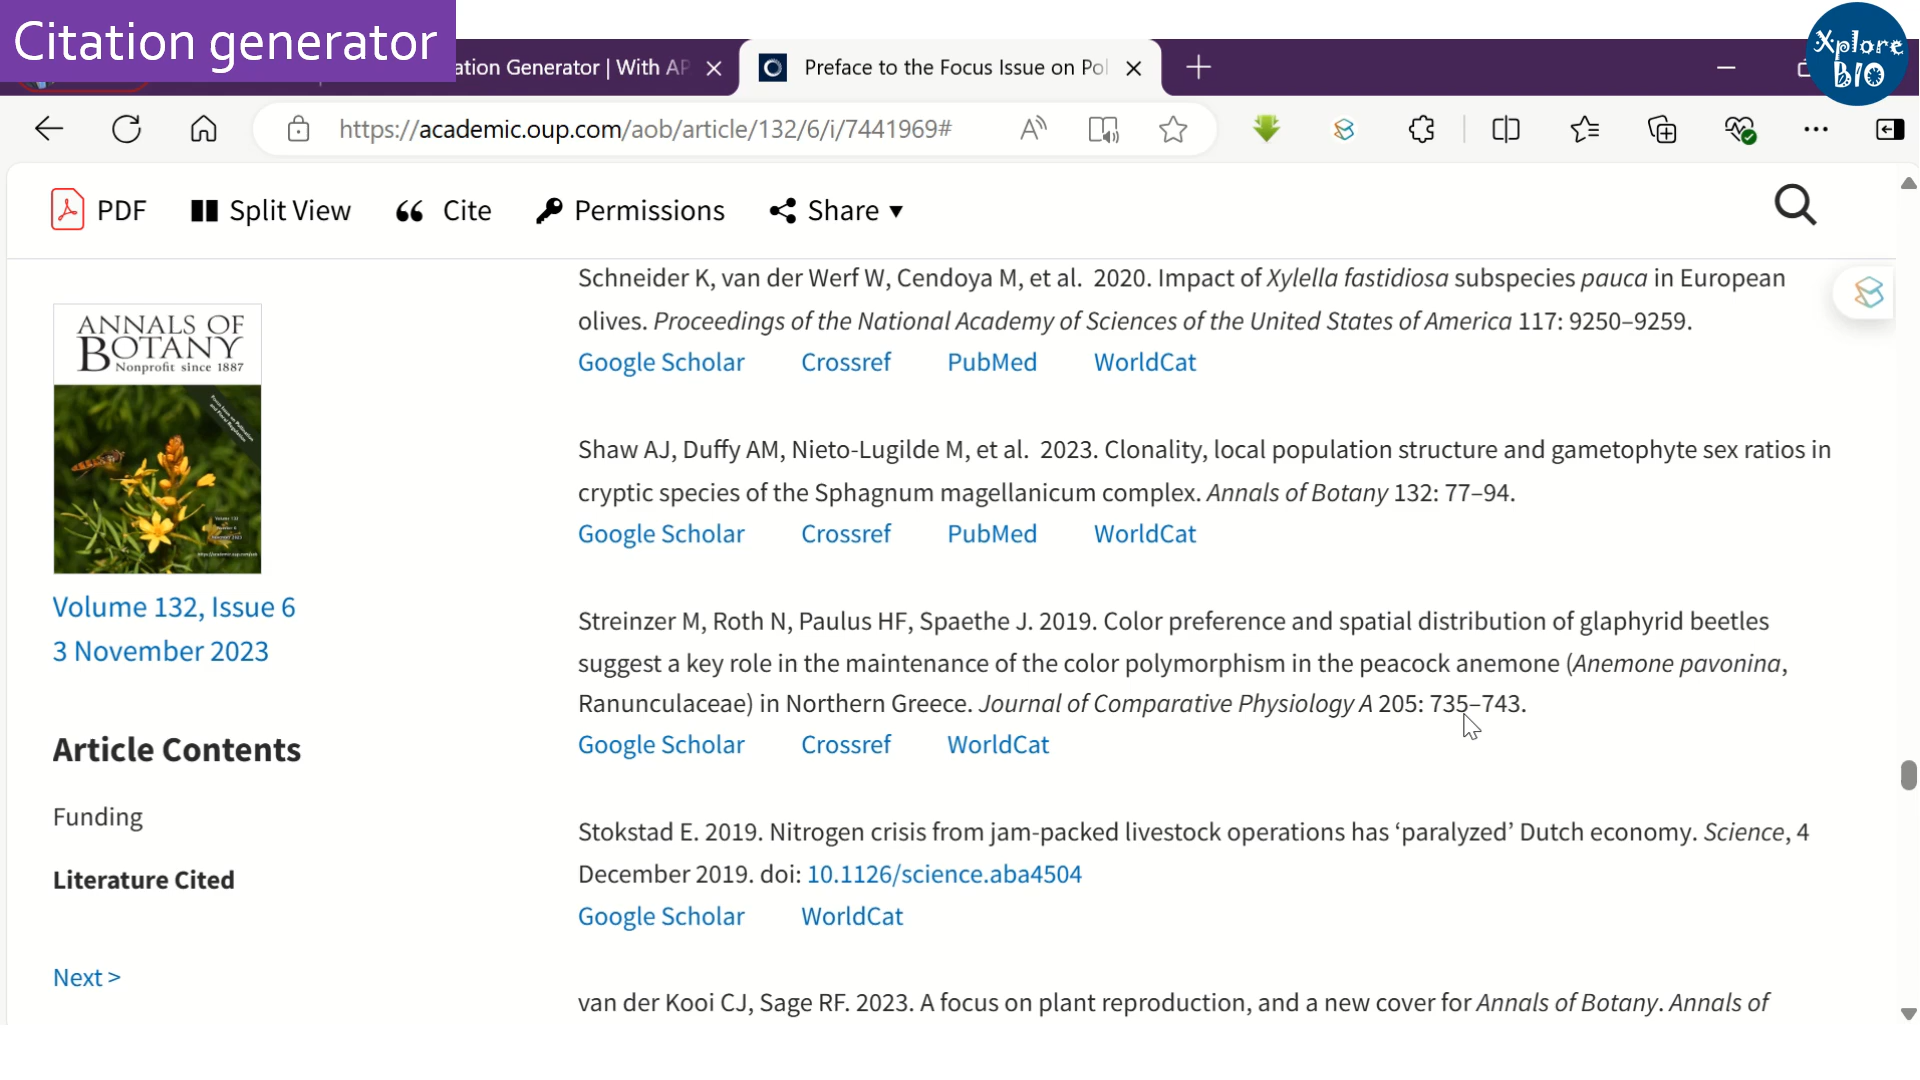 Citation generator
ation Generator | With AP
Preface to the Focus Issue on Pol
Xplore
BIO
https://academic.oup.com/aob/article/132/6/i/7441969#
PDF
Split View
Cite
Permissions
Share
ANNALS OF
BOTANY
Nonprofit since 1887
Volume 132, Issue 6
3 November 2023
Article Contents
Funding
Literature Cited
Next >
Schneider K, van der Werf W, Cendoya M, et al. 2020. Impact of Xylella fastidiosa subspecies pauca in European
olives. Proceedings of the National Academy of Sciences of the United States of America 117: 9250–9259.
Google Scholar Crossref PubMed WorldCat
Shaw AJ, Duffy AM, Nieto-Lugilde M, et al. 2023. Clonality, local population structure and gametophyte sex ratios in
cryptic species of the Sphagnum magellanicum complex. Annals of Botany 132: 77–94.
Google Scholar Crossref PubMed WorldCat
Streinzer M, Roth N, Paulus HF, Spaethe J. 2019. Color preference and spatial distribution of glaphyrid beetles
suggest a key role in the maintenance of the color polymorphism in the peacock anemone (Anemone pavonina,
Ranunculaceae) in Northern Greece. Journal of Comparative Physiology A 205: 735–743.
Google Scholar Crossref WorldCat
Stokstad E. 2019. Nitrogen crisis from jam-packed livestock operations has ‘paralyzed’ Dutch economy. Science, 4
December 2019. doi: 10.1126/science.aba4504
Google Scholar WorldCat
van der Kooi CJ, Sage RF. 2023. A focus on plant reproduction, and a new cover for Annals of Botany. Annals of